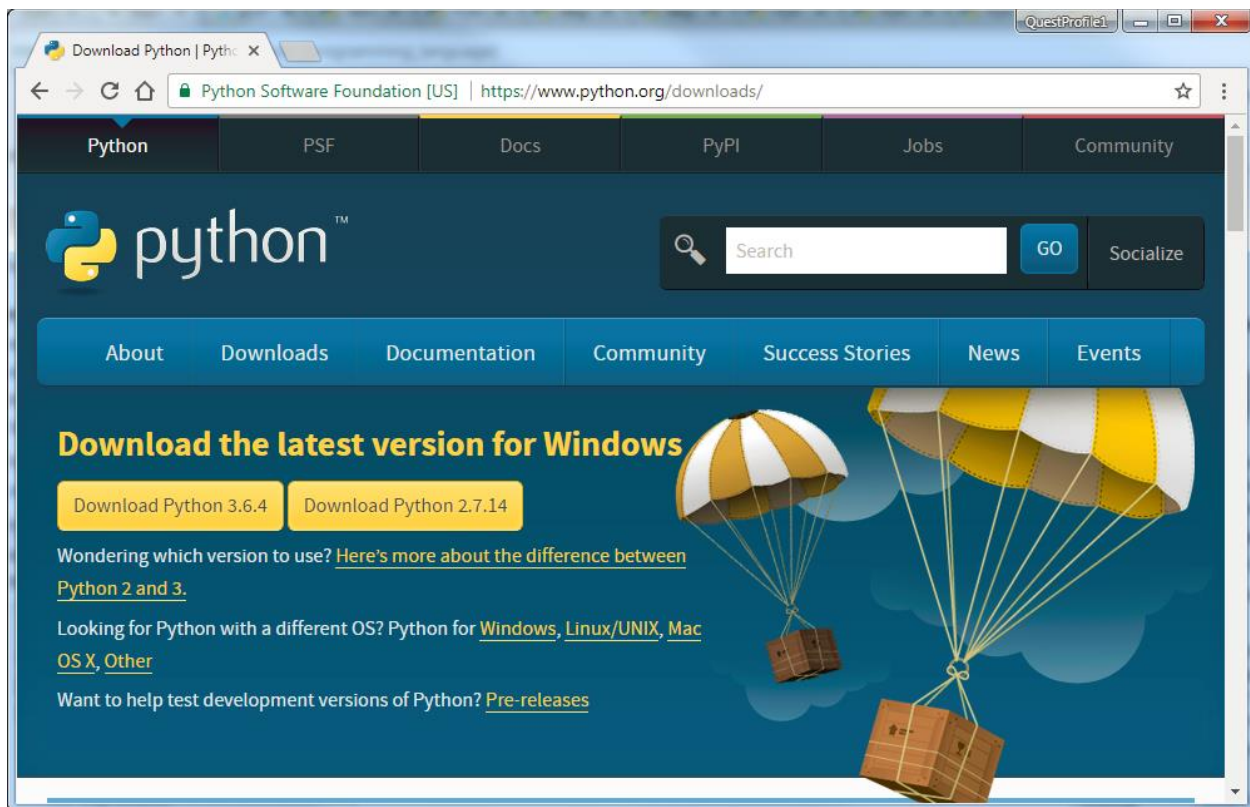 QuestProfile1
Download Python | Pytho
Python Software Foundation [US] | https://www.python.org/downloads/
Python PSF Docs PyPI Jobs Community
python™
Search GO Socialize
About Downloads Documentation Community Success Stories News Events
Download the latest version for Windows
Download Python 3.6.4 Download Python 2.7.14
Wondering which version to use? Here's more about the difference between
Python 2 and 3.
Looking for Python with a different OS? Python for Windows, Linux/UNIX, Mac
OS X, Other
Want to help test development versions of Python? Pre-releases